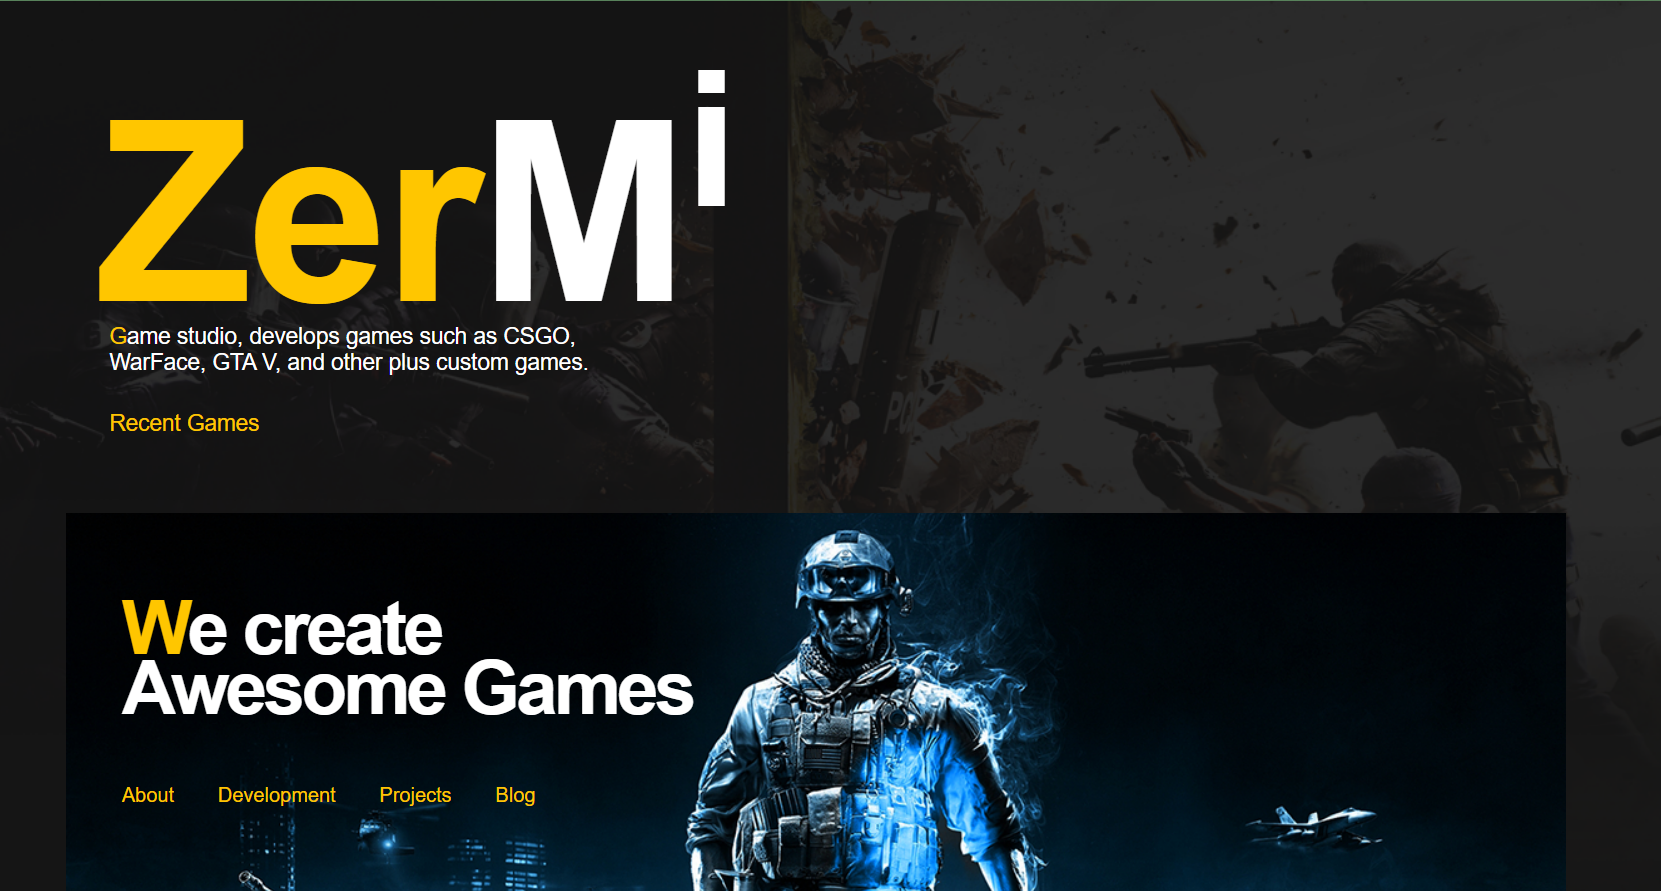 ZerMi
Game studio, develops games such as CSGO,
WarFace, GTA V, and other plus custom games.
Recent Games
We create
Awesome Games
About Development Projects Blog